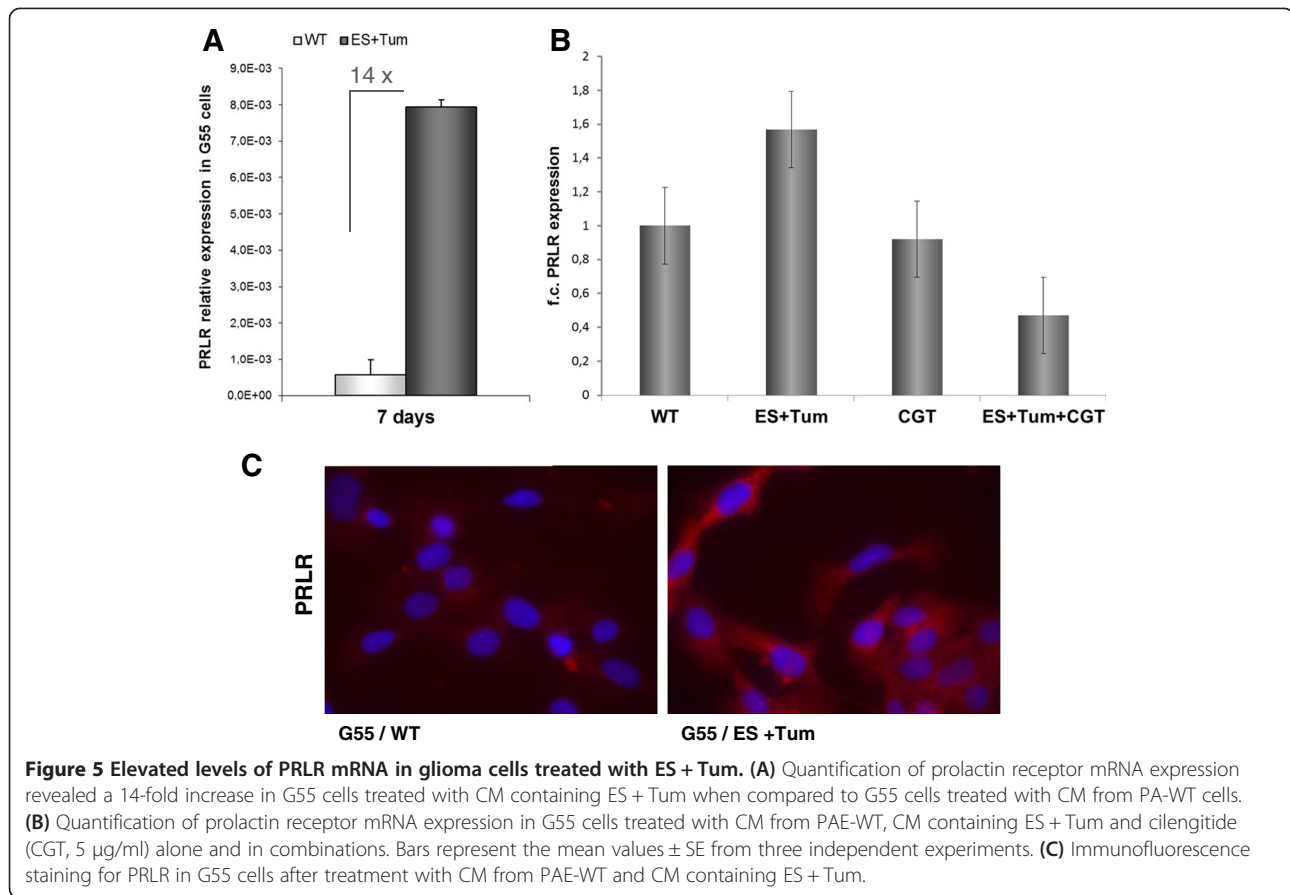 A
□WT ■ES+Tum
9,0E-03
8,0E-03
7,0E-03
6,0E-03
5,0E-03
4,0E-03
3,0E-03
2,0E-03
1,0E-03
0,0E+00
PRLR relative expression in G55 cells
14 x
7 days
B
2
1,8
1,6
1,4
1,2
1
0,8
0,6
0,4
0,2
0
f.c. PRLR expression
WT ES+Tum CGT ES+Tum+CGT
C
PRLR
G55 / WT G55 / ES +Tum
Figure 5 Elevated levels of PRLR mRNA in glioma cells treated with ES + Tum. (A) Quantification of prolactin receptor mRNA expression
revealed a 14-fold increase in G55 cells treated with CM containing ES + Tum when compared to G55 cells treated with CM from PA-WT cells.
(B) Quantification of prolactin receptor mRNA expression in G55 cells treated with CM from PAE-WT, CM containing ES + Tum and cilengitide
(CGT, 5 μg/ml) alone and in combinations. Bars represent the mean values ± SE from three independent experiments. (C) Immunofluorescence
staining for PRLR in G55 cells after treatment with CM from PAE-WT and CM containing ES + Tum.